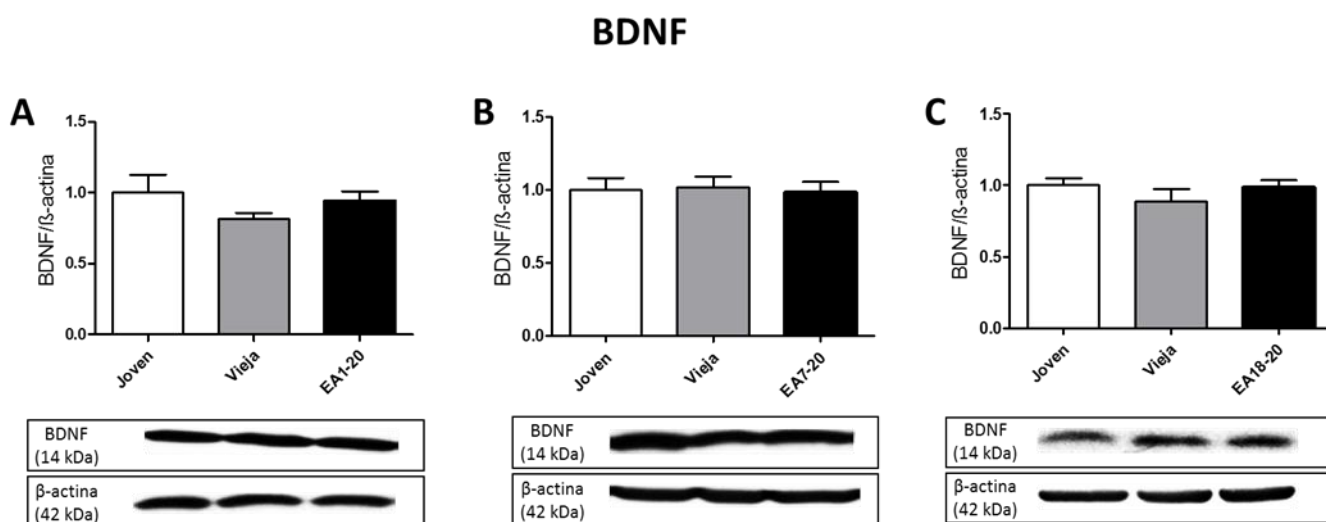 BDNF
A
BDNF/ß-actina
1.5
1.0
0.5
0.0
Joven
Vieja
EA1-20
BDNF
(14 kDa)
β-actina
(42 kDa)
B
BDNF/ß-actina
1.5
1.0
0.5
0.0
Joven
Vieja
EA7-20
BDNF
(14 kDa)
β-actina
(42 kDa)
C
BDNF/ß-actina
1.5
1.0
0.5
0.0
Joven
Vieja
EA18-20
BDNF
(14 kDa)
β-actina
(42 kDa)